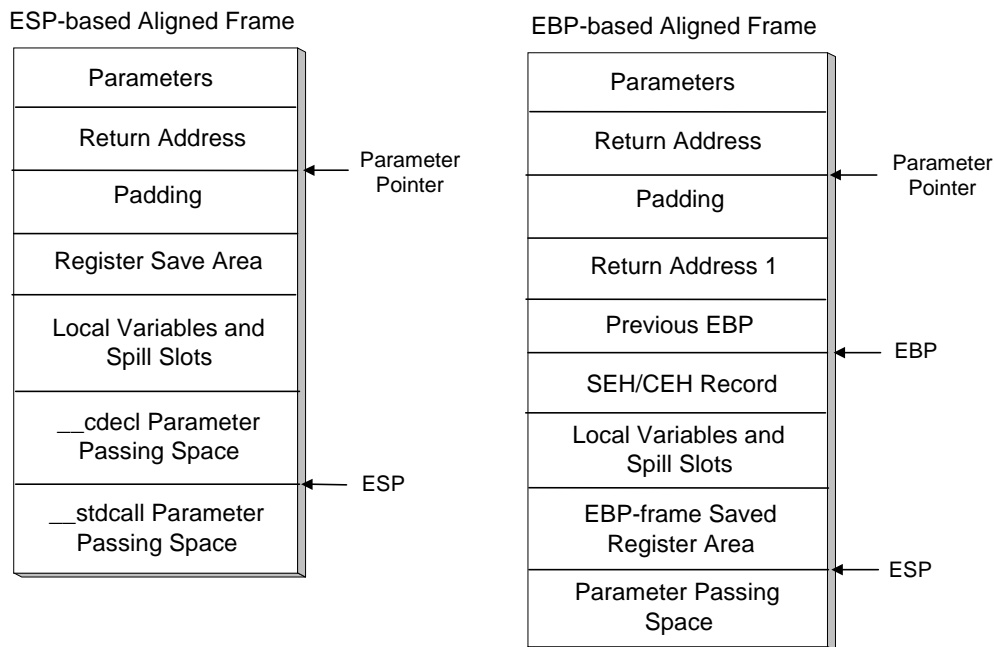 ESP-based Aligned Frame
Parameters
Return Address
Parameter
Pointer
Padding
Register Save Area
Local Variables and
Spill Slots
__cdecl Parameter
Passing Space
ESP
__stdcall Parameter
Passing Space
EBP-based Aligned Frame
Parameters
Return Address
Parameter
Pointer
Padding
Return Address 1
Previous EBP
EBP
SEH/CEH Record
Local Variables and
Spill Slots
EBP-frame Saved
Register Area
ESP
Parameter Passing
Space